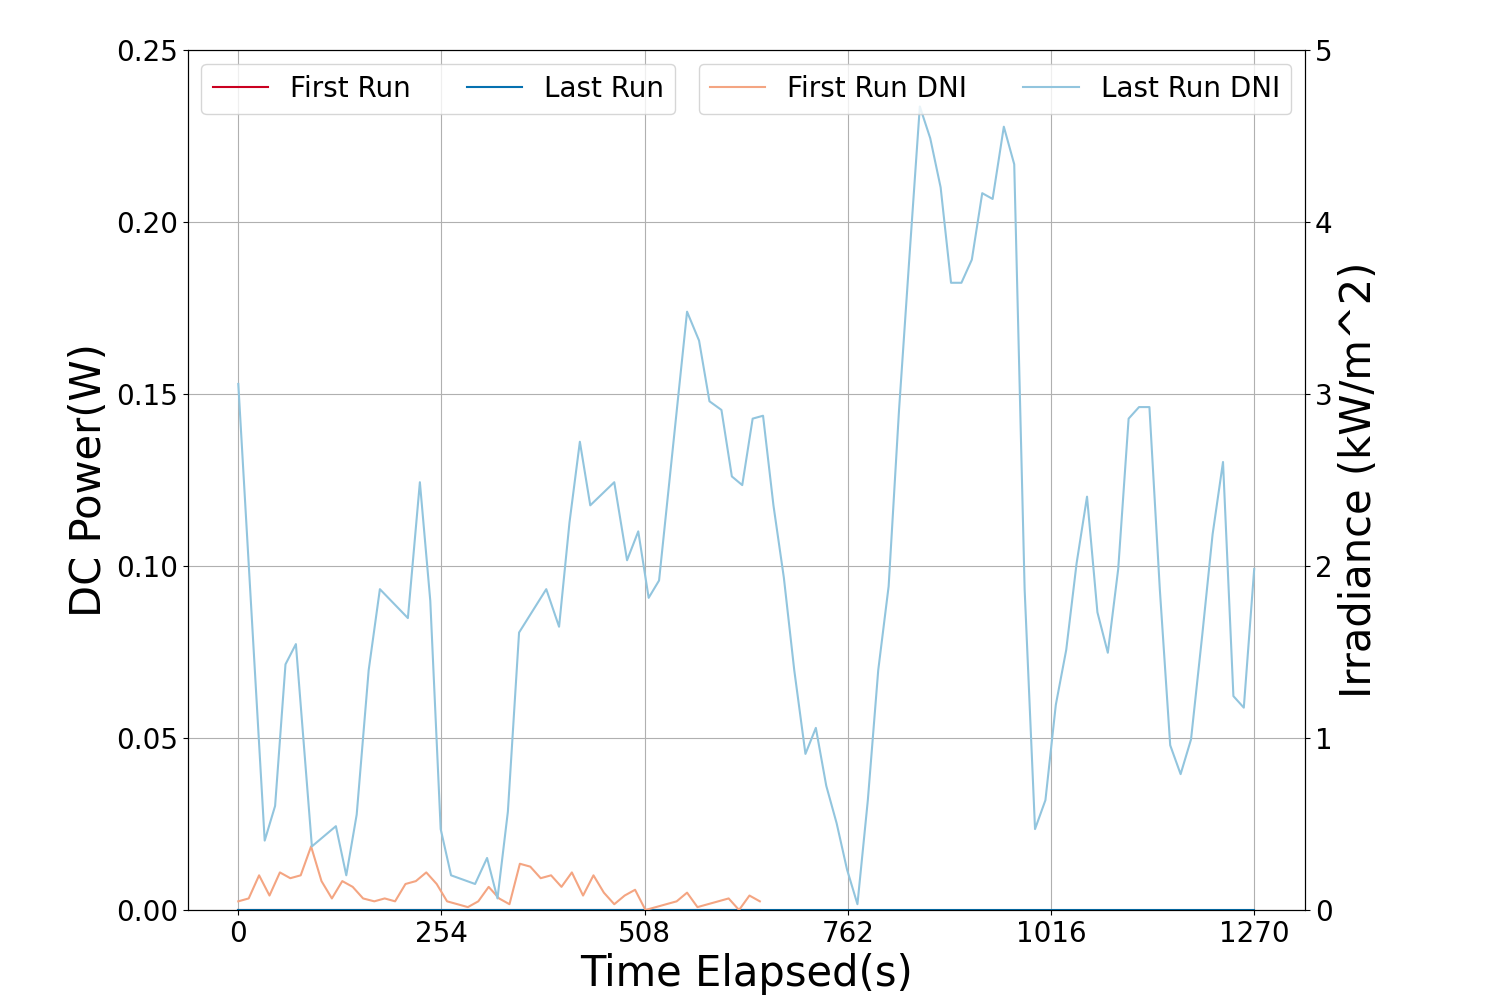 First Run
Last Run
First Run DNI
Last Run DNI
0.25
0.20
0.15
0.10
0.05
0.00
DC Power(W)
5
4
3
2
1
0
Irradiance (kW/m^2)
0
254
508
762
1016
1270
Time Elapsed(s)